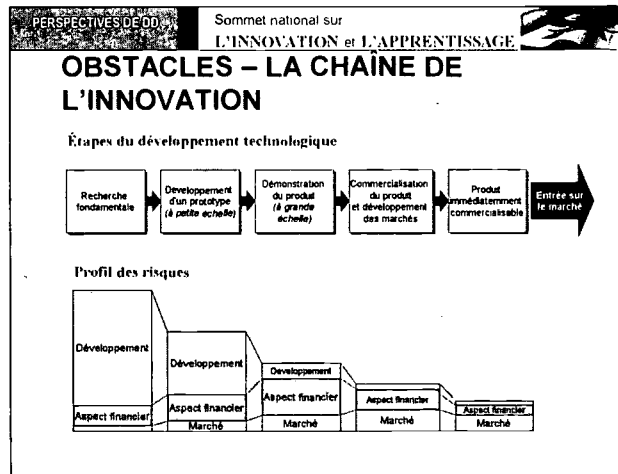 PERSPECTIVES DE DD
Sommet national sur
L'INNOVATION et L'APPRENTISSAGE
OBSTACLES – LA CHAÎNE DE
L'INNOVATION
Étapes du développement technologique
Recherche
fondamentale
Developpement
d'un prototype
(à petite échelle)
Démonstration
du produit
(à grande
échelle)
Commercialisation
du produit
et développement
des marchés
Produit
immédiatemment
commercialisable
Entrée sur
le marché
Profil des risques
Développement
Aspect financier
Développement
Aspect financier
Marché
Développement
Aspect financier
Marché
Aspect financier
Marché
Aspect financier
Marché